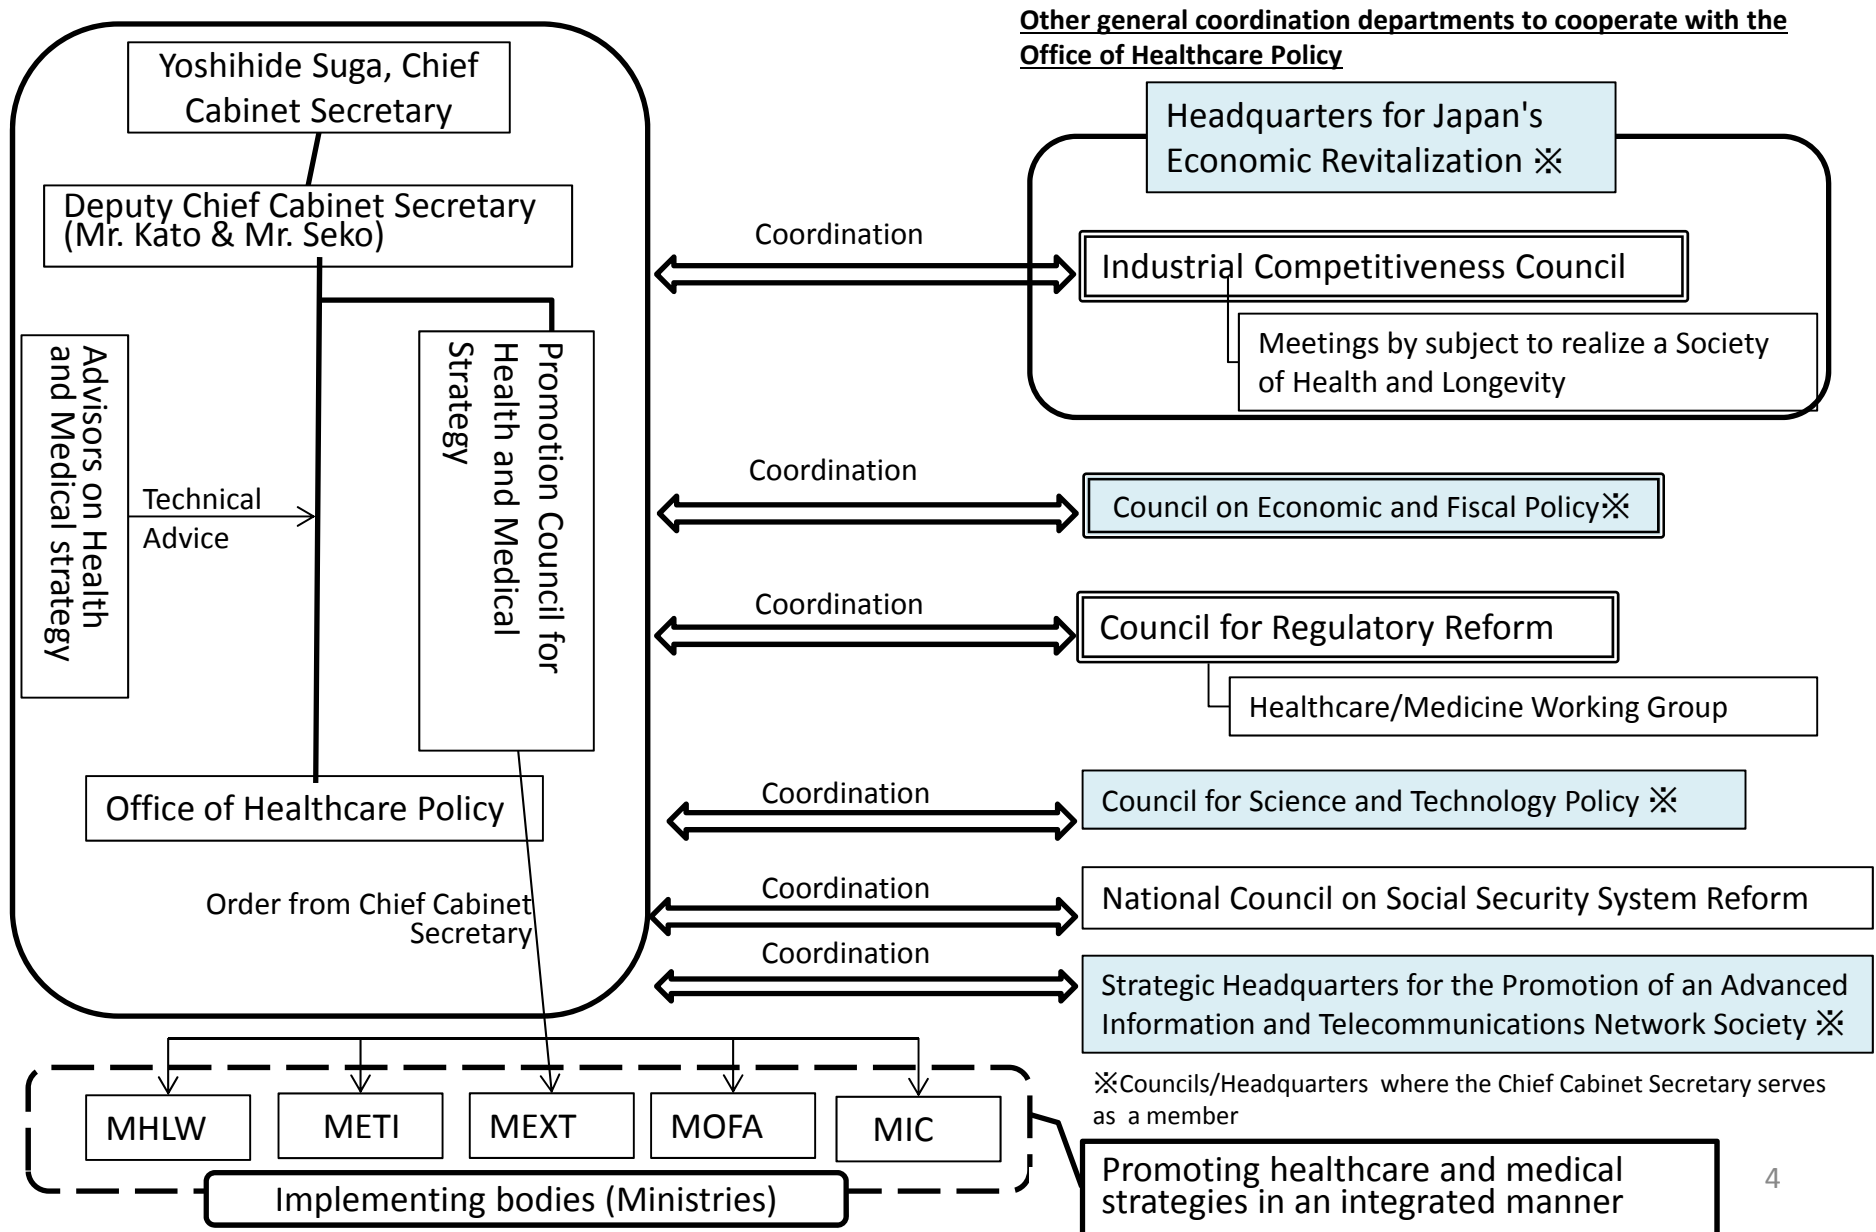 Other general coordination departments to cooperate with the
Office of Healthcare Policy
Yoshihide Suga, Chief
Cabinet Secretary
Deputy Chief Cabinet Secretary
(Mr. Kato & Mr. Seko)
Advisors on Health
and Medical strategy
Technical
Advice
Promotion Council for
Health and Medical
Strategy
Office of Healthcare Policy
Order from Chief Cabinet
Secretary
Coordination
Headquarters for Japan's
Economic Revitalization ※
Industrial Competitiveness Council
Meetings by subject to realize a Society
of Health and Longevity
Coordination
Council on Economic and Fiscal Policy※
Coordination
Council for Regulatory Reform
Healthcare/Medicine Working Group
Coordination
Council for Science and Technology Policy ※
Coordination
National Council on Social Security System Reform
Coordination
Strategic Headquarters for the Promotion of an Advanced
Information and Telecommunications Network Society ※
※Councils/Headquarters where the Chief Cabinet Secretary serves
as a member
MHLW
METI
MEXT
MOFA
MIC
Implementing bodies (Ministries)
Promoting healthcare and medical
strategies in an integrated manner
4